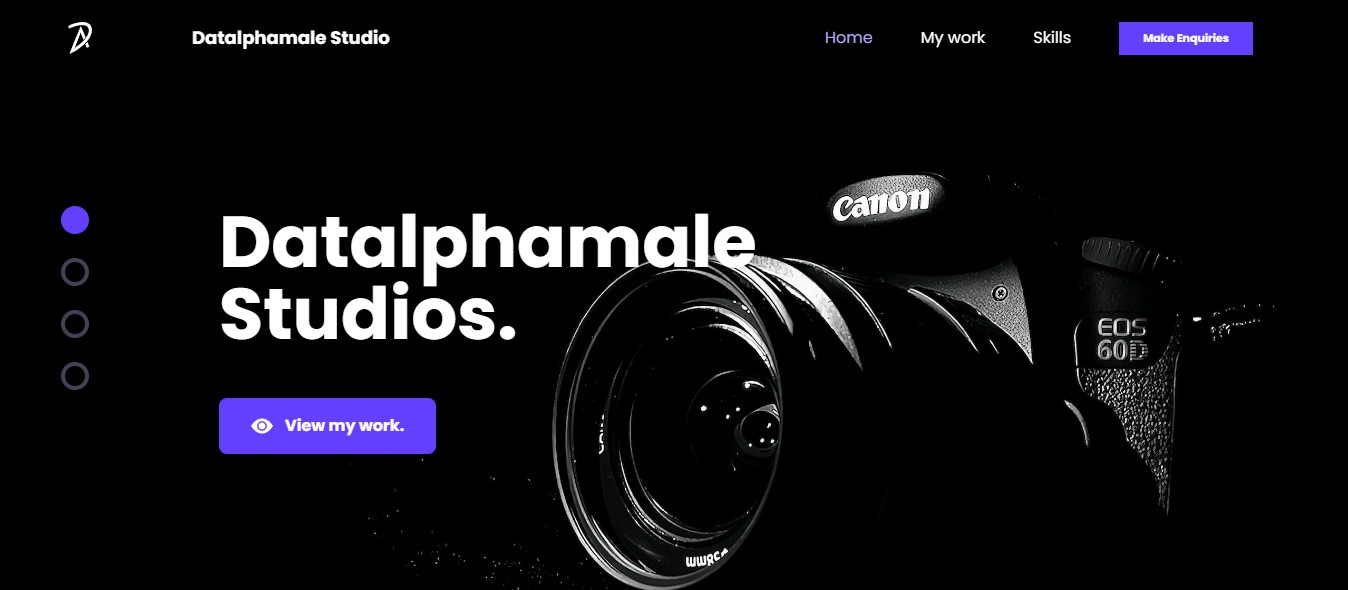 Datalphamale Studio
Home
My work
Skills
Make Enquiries
Canon
Datalphamale
Studios.
EOS
60D
View my work.